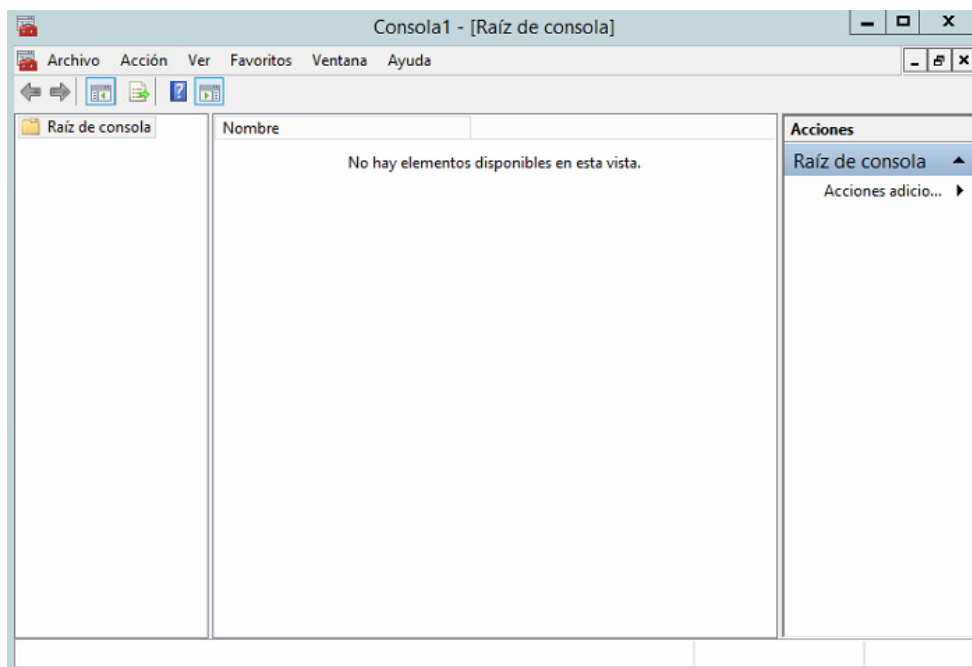 Consola1 - [Raíz de consola]
Archivo Acción Ver Favoritos Ventana Ayuda
Raíz de consola
Nombre
No hay elementos disponibles en esta vista.
Acciones
Raíz de consola
Acciones adicio...